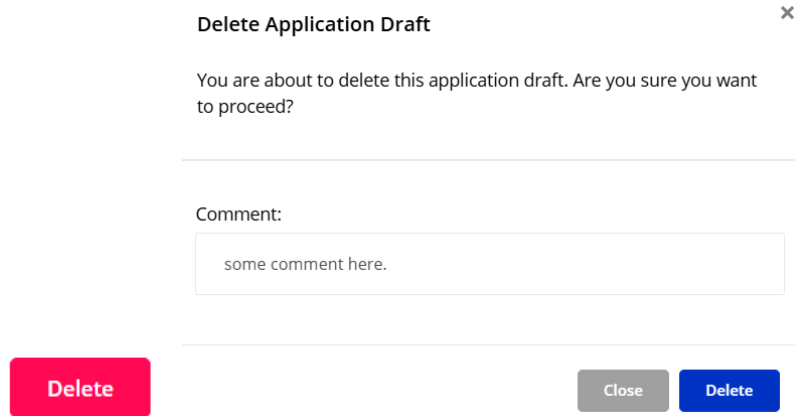 Delete Application Draft
×
You are about to delete this application draft. Are you sure you want
to proceed?
Comment:
some comment here.
Delete
Close
Delete